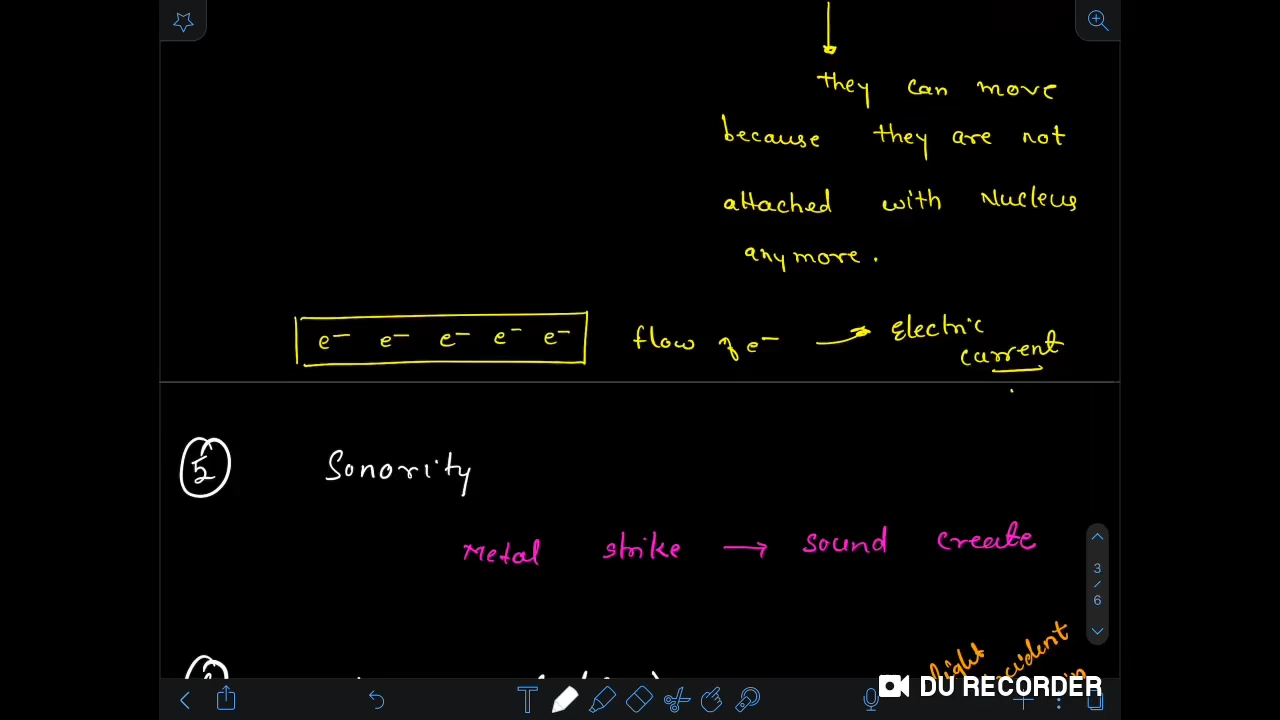 they can move
because they are not
attached with Nucleus
anymore.
e- e- e- e- e- flow of e- → Electric
current
5 Sonority
Metal strike → sound create
3
/
6
light
DU RECORDER